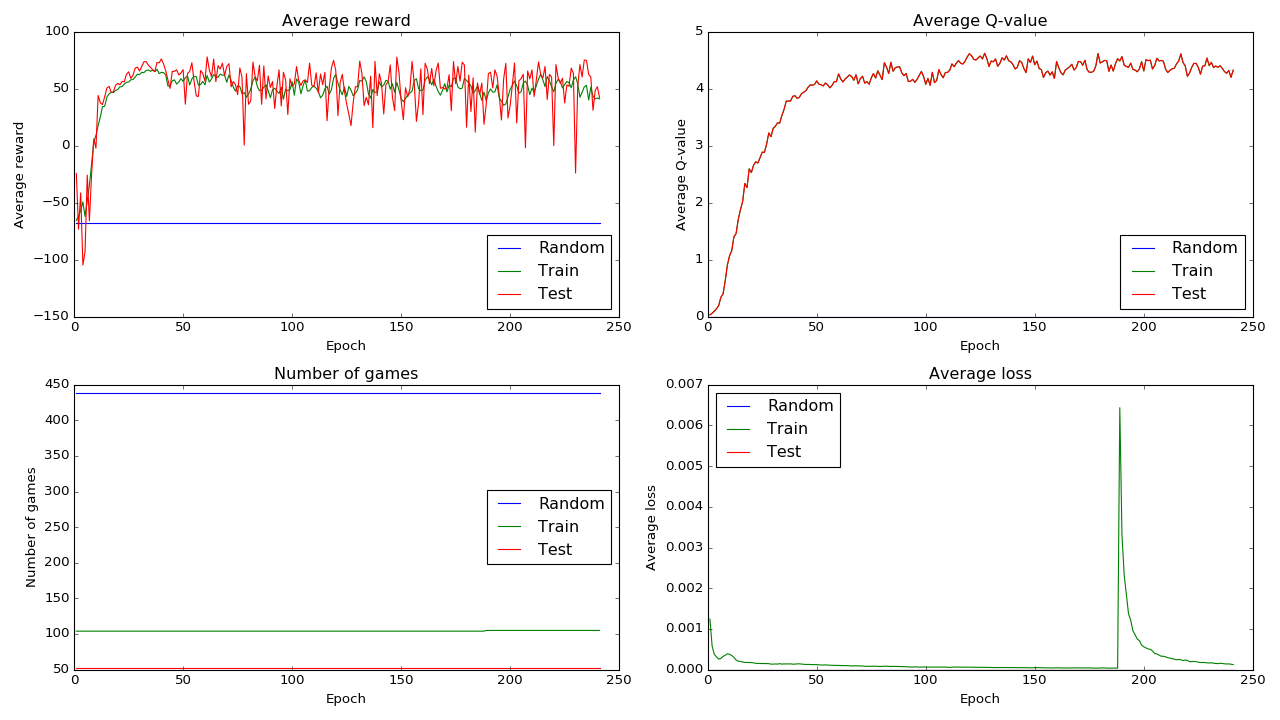 Average reward
100
50
0
−50
−100
−150
Average reward
Random
Train
Test
0
50
100
150
200
250
Epoch
Average Q-value
5
4
3
2
1
0
Average Q-value
Random
Train
Test
0
50
100
150
200
250
Epoch
Number of games
450
400
350
300
250
200
150
100
50
Number of games
Random
Train
Test
0
50
100
150
200
250
Epoch
Average loss
0.007
0.006
0.005
0.004
0.003
0.002
0.001
0.000
Average loss
Random
Train
Test
0
50
100
150
200
250
Epoch